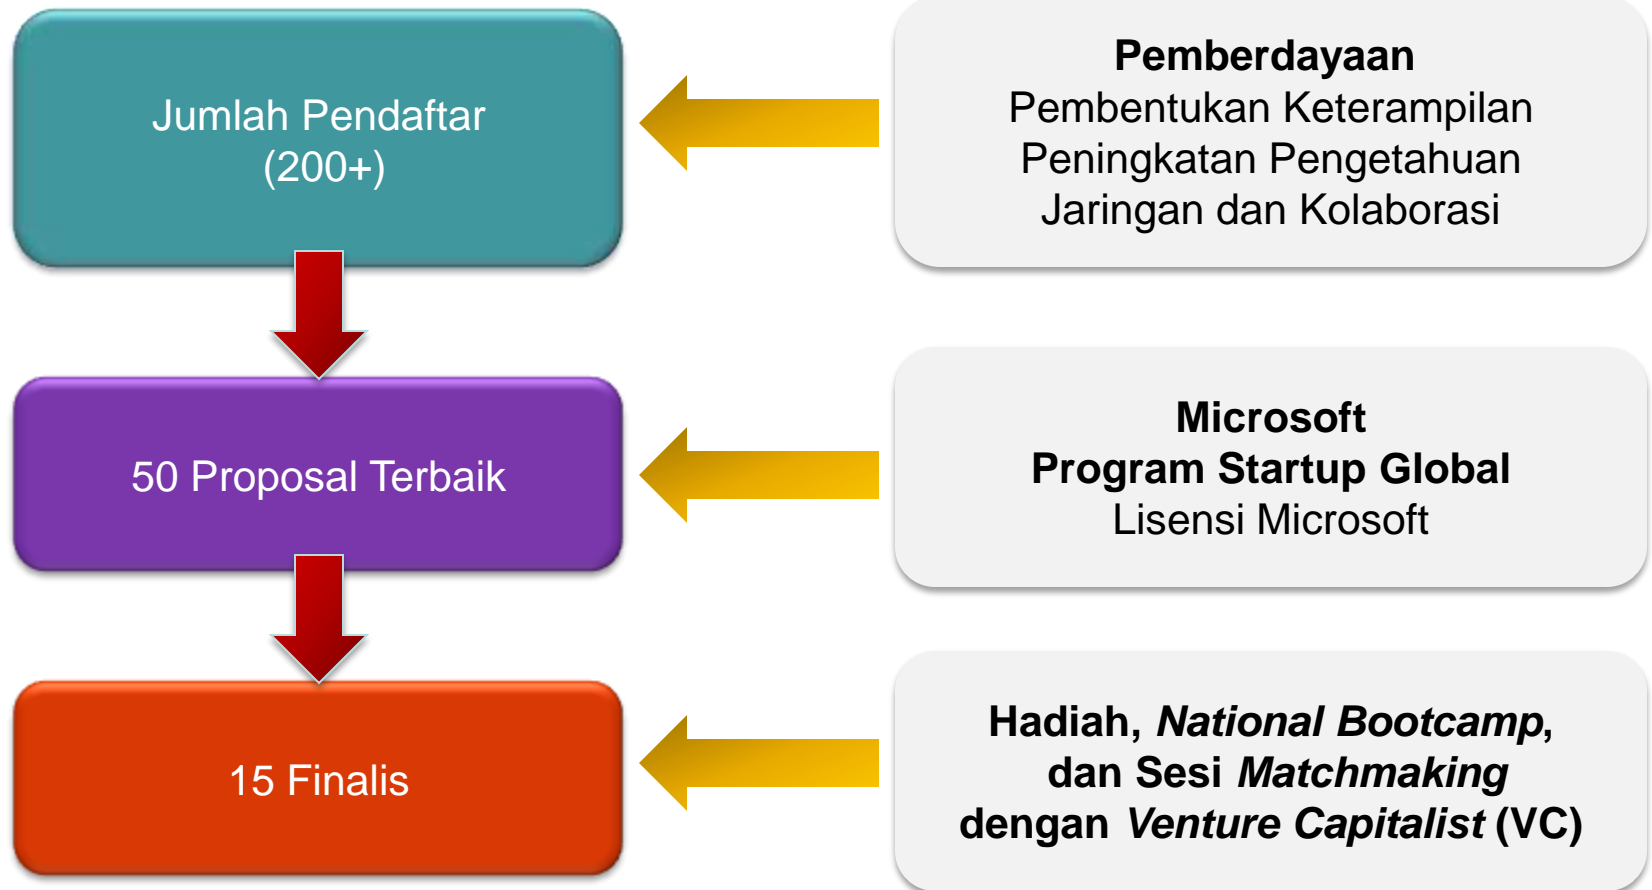 Jumlah Pendaftar
(200+)
Pemberdayaan
Pembentukan Keterampilan
Peningkatan Pengetahuan
Jaringan dan Kolaborasi
50 Proposal Terbaik
Microsoft
Program Startup Global
Lisensi Microsoft
15 Finalis
Hadiah, National Bootcamp,
dan Sesi Matchmaking
dengan Venture Capitalist (VC)